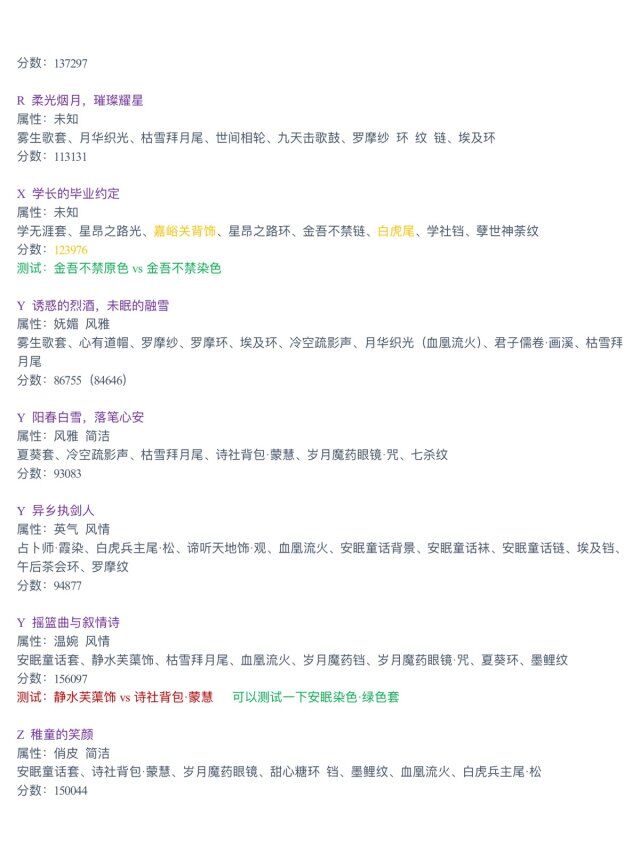 分数：137297
R 柔光烟月，璀璨耀星
属性：未知
雾生歌套、月华织光、枯雪拜月尾、世间相轮、九天击歌鼓、罗摩纱 环 纹 链、埃及环
分数：113131
X 学长的毕业约定
属性：未知
学无涯套、星昂之路光、嘉峪关背饰、星昂之路环、金吾不禁链、白虎尾、学社铛、孽世神荼纹
分数：123976
测试：金吾不禁原色 vs 金吾不禁染色
Y 诱惑的烈酒，未眠的融雪
属性：妩媚 风雅
雾生歌套、心有道帽、罗摩纱、罗摩环、埃及环、冷空疏影声、月华织光（血凰流火）、君子儒卷·画溪、枯雪拜
月尾
分数：86755（84646）
Y 阳春白雪，落笔心安
属性：风雅 简洁
夏葵套、冷空疏影声、枯雪拜月尾、诗社背包·蒙慧、岁月魔药眼镜·咒、七杀纹
分数：93083
Y 异乡执剑人
属性：英气 风情
占卜师·霞染、白虎兵主尾·松、谛听天地饰·观、血凰流火、安眠童话背景、安眠童话袜、安眠童话链、埃及铛、
午后茶会环、罗摩纹
分数：94877
Y 摇篮曲与叙情诗
属性：温婉 风情
安眠童话套、静水芙蕖饰、枯雪拜月尾、血凰流火、岁月魔药铛、岁月魔药眼镜·咒、夏葵环、墨鲤纹
分数：156097
测试：静水芙蕖饰 vs 诗社背包·蒙慧 可以测试一下安眠染色·绿色套
Z 稚童的笑颜
属性：俏皮 简洁
安眠童话套、诗社背包·蒙慧、岁月魔药眼镜、甜心糖环 铛、墨鲤纹、血凰流火、白虎兵主尾·松
分数：150044